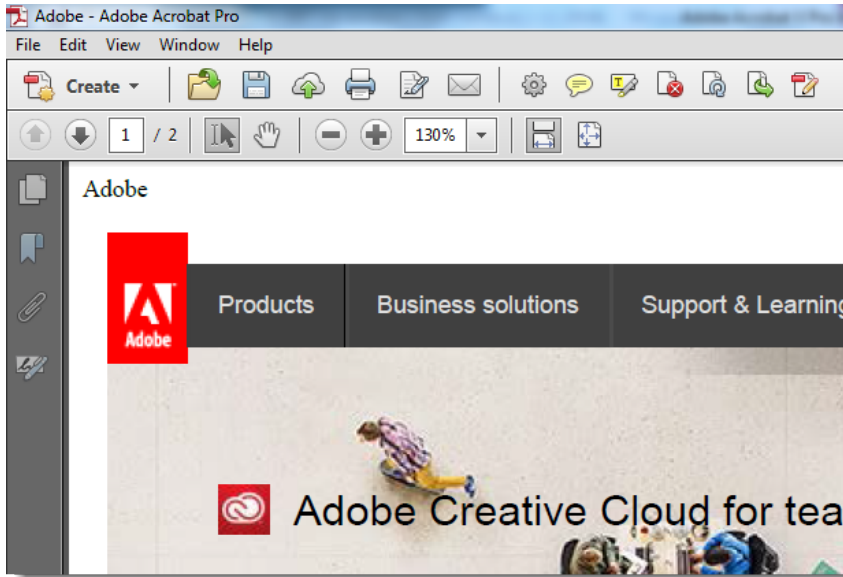 Adobe - Adobe Acrobat Pro
File Edit View Window Help
Create
1 / 2 130%
Adobe
Adobe Products Business solutions Support & Learning
Adobe Creative Cloud for tea